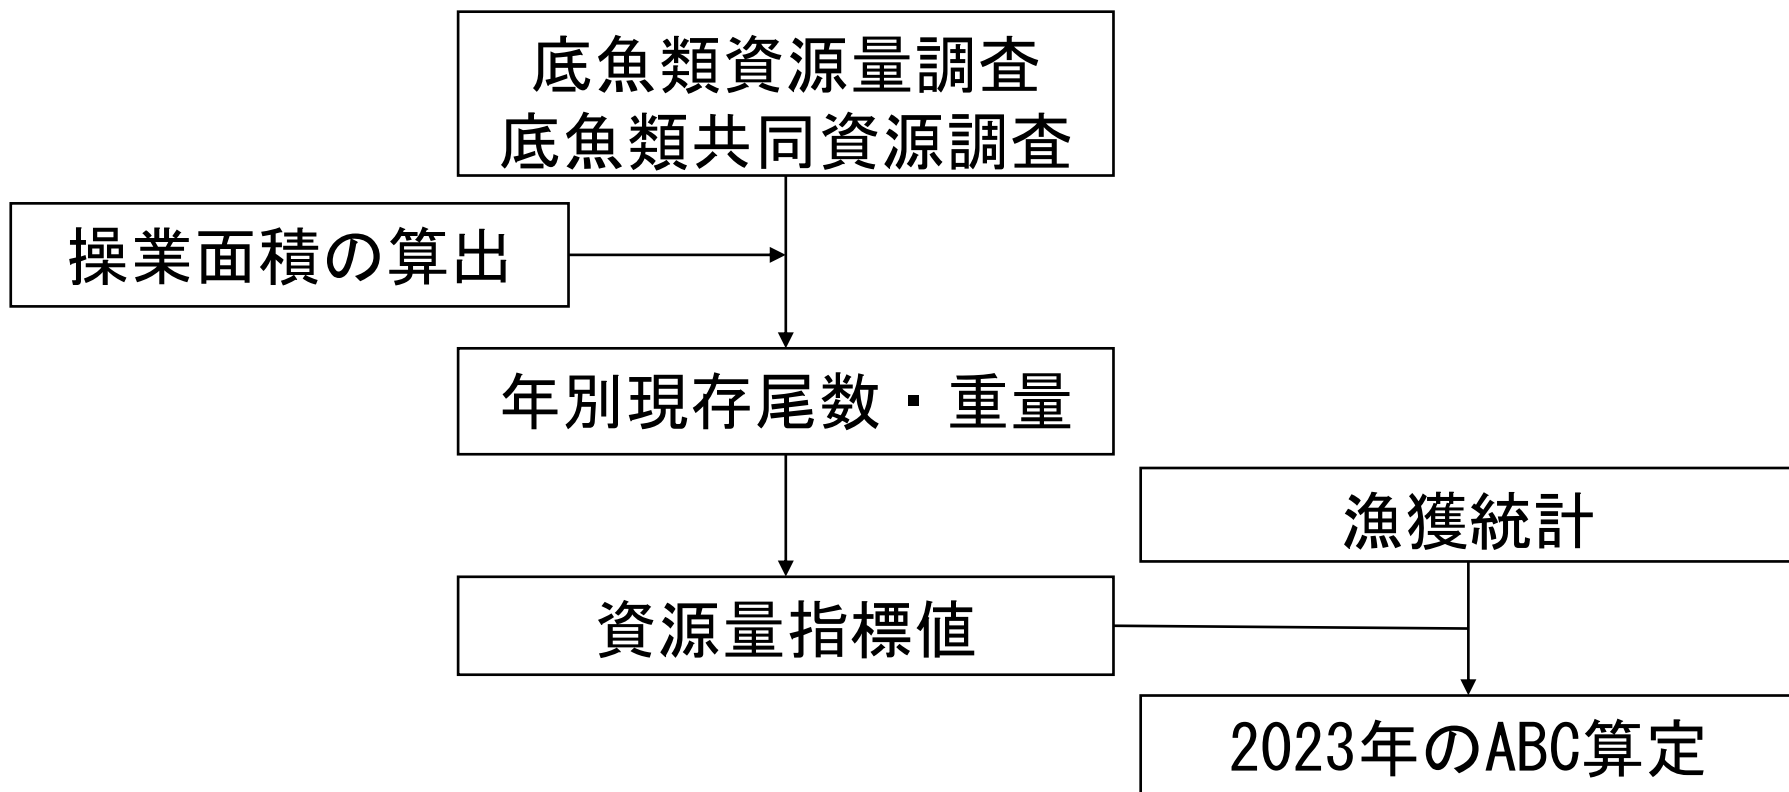 底魚類資源量調査
底魚類共同資源調査
操業面積の算出
年別現存尾数・重量
漁獲統計
資源量指標値
2023年のABC算定